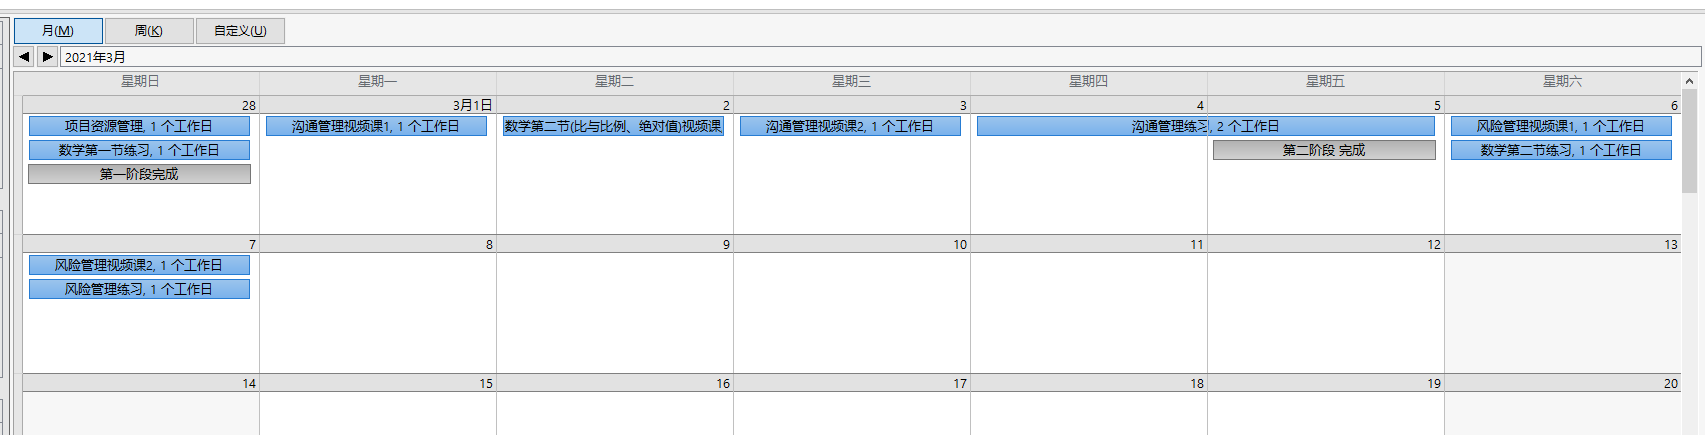 月(M) 周(K) 自定义(U)
2021年3月
星期日 星期一 星期二 星期三 星期四 星期五 星期六
28 3月1日 2 3 4 5 6
项目资源管理, 1 个工作日 沟通管理视频课1, 1 个工作日 数学第二节(比与比例、绝对值)视频课, 沟通管理视频课2, 1 个工作日 沟通管理练习, 2 个工作日 风险管理视频课1, 1 个工作日
数学第一节练习, 1 个工作日 第二阶段 完成 数学第二节练习, 1 个工作日
第一阶段完成
7 8 9 10 11 12 13
风险管理视频课2, 1 个工作日
风险管理练习, 1 个工作日
14 15 16 17 18 19 20